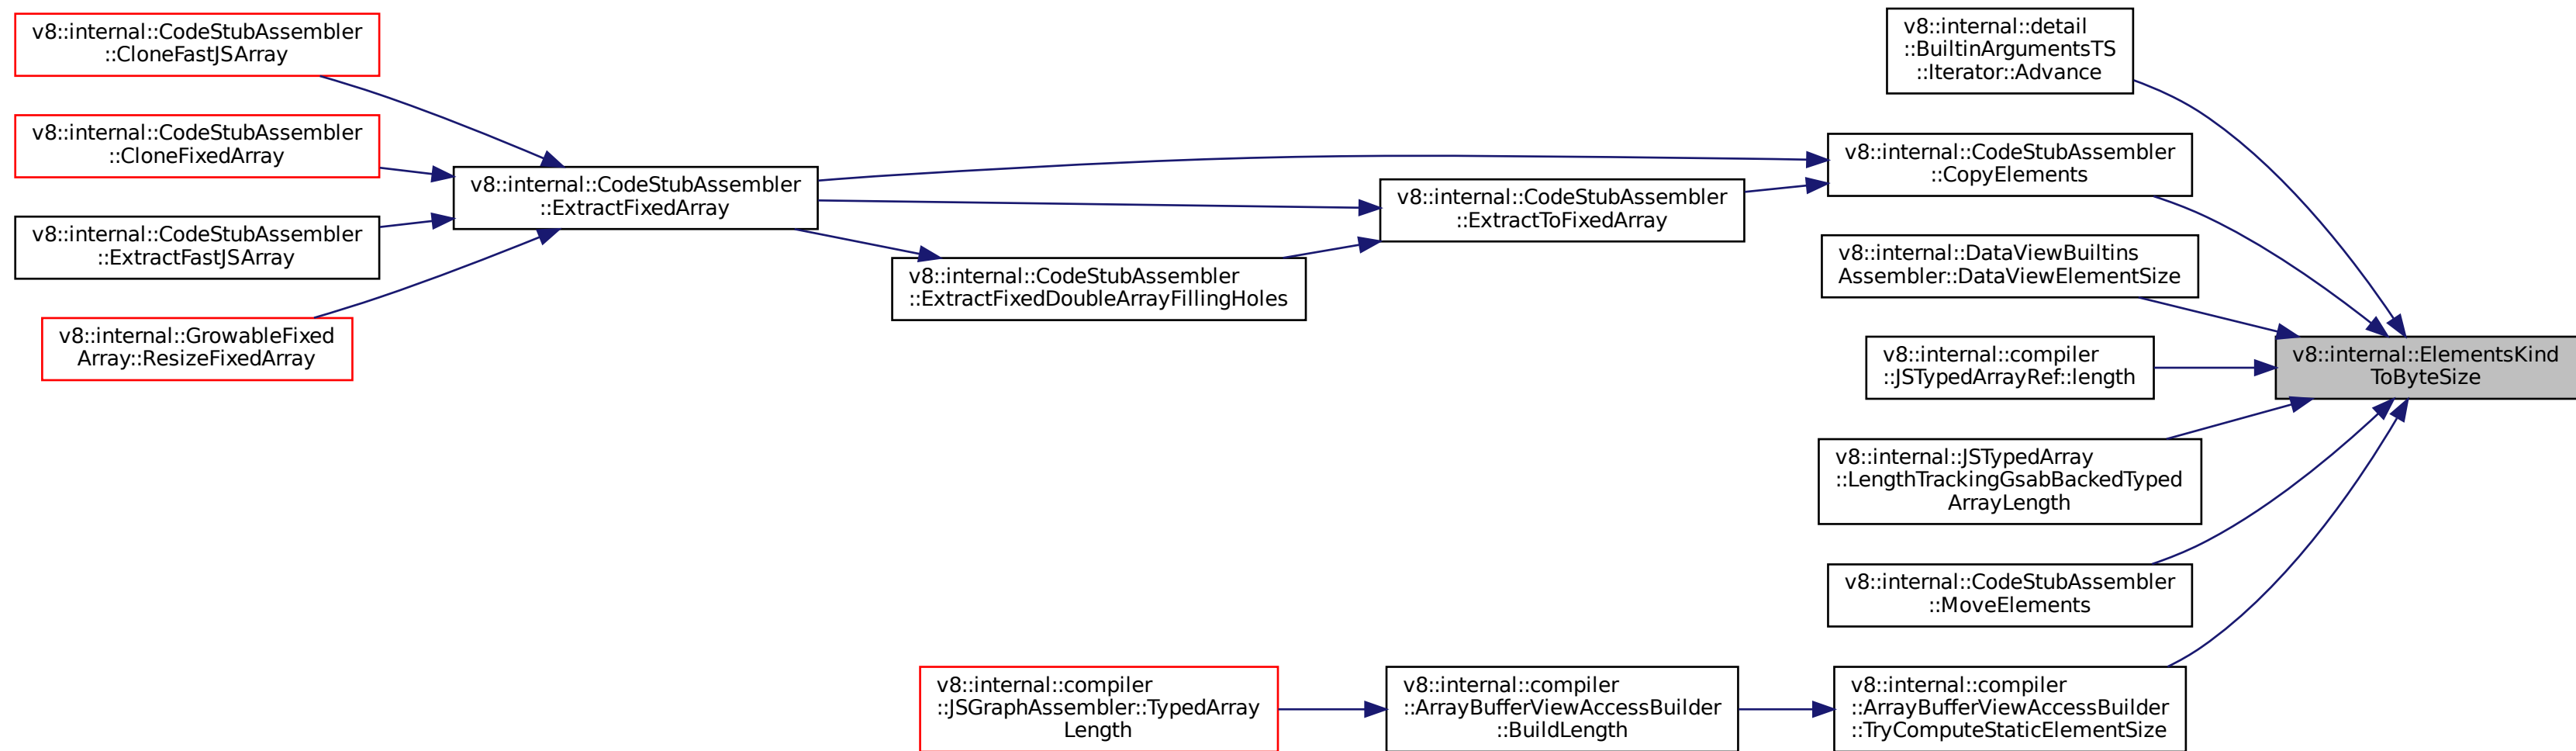 v8::internal::CodeStubAssembler
::CloneFastJSArray
v8::internal::CodeStubAssembler
::CloneFixedArray
v8::internal::CodeStubAssembler
::ExtractFastJSArray
v8::internal::GrowableFixed
Array::ResizeFixedArray
v8::internal::CodeStubAssembler
::ExtractFixedArray
v8::internal::CodeStubAssembler
::ExtractFixedDoubleArrayFillingHoles
v8::internal::CodeStubAssembler
::ExtractToFixedArray
v8::internal::detail
::BuiltinArgumentsTS
::Iterator::Advance
v8::internal::CodeStubAssembler
::CopyElements
v8::internal::DataViewBuiltins
Assembler::DataViewElementSize
v8::internal::compiler
::JSTypedArrayRef::length
v8::internal::JSTypedArray
::LengthTrackingGsabBackedTyped
ArrayLength
v8::internal::CodeStubAssembler
::MoveElements
v8::internal::compiler
::JSGraphAssembler::TypedArray
Length
v8::internal::compiler
::ArrayBufferViewAccessBuilder
::BuildLength
v8::internal::compiler
::ArrayBufferViewAccessBuilder
::TryComputeStaticElementSize
v8::internal::ElementsKind
ToByteSize